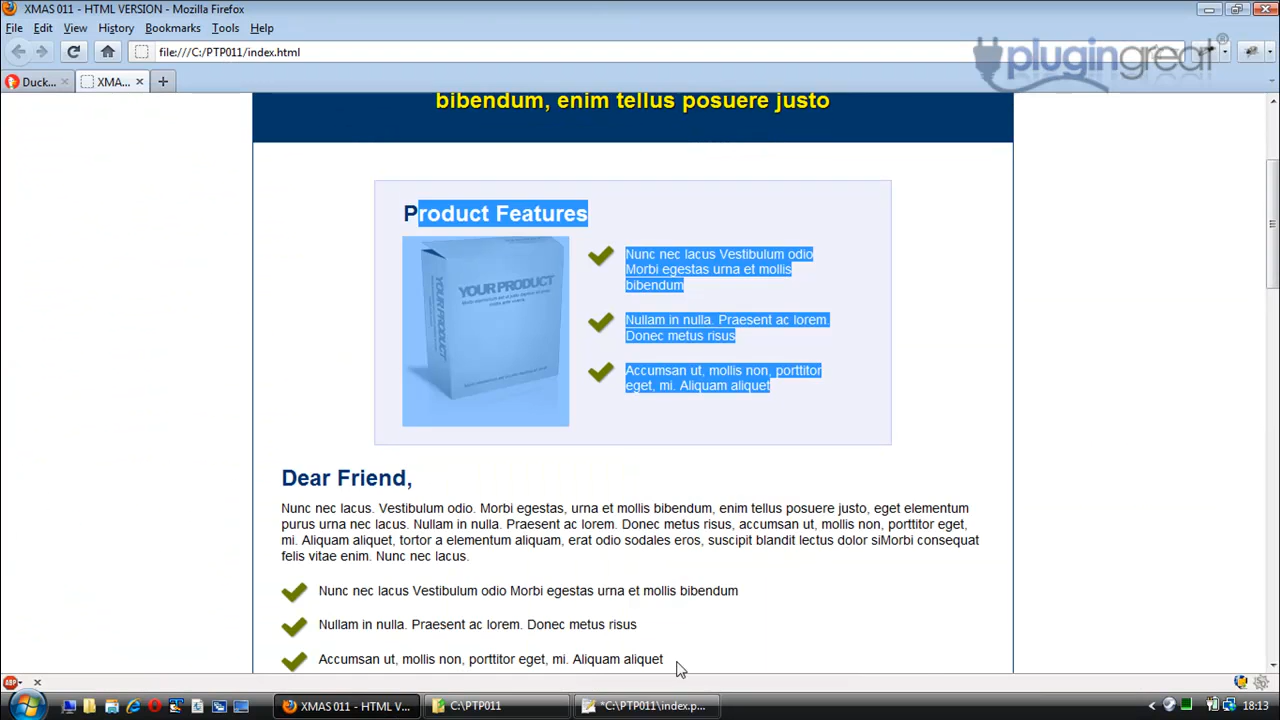 XMAS 011 - HTML VERSION - Mozilla Firefox
File Edit View History Bookmarks Tools Help
file:///C:/PTP011/index.html
plugingreat®
Duck... XMA...
bibendum, enim tellus posuere justo
Product Features
YOUR PRODUCT
YOUR PRODUCT
Nunc nec lacus Vestibulum odio
Morbi egestas urna et mollis
bibendum
Nullam in nulla. Praesent ac lorem.
Donec metus risus
Accumsan ut, mollis non, porttitor
eget, mi. Aliquam aliquet
Dear Friend,
Nunc nec lacus. Vestibulum odio. Morbi egestas, urna et mollis bibendum, enim tellus posuere justo, eget elementum
purus urna nec lacus. Nullam in nulla. Praesent ac lorem. Donec metus risus, accumsan ut, mollis non, porttitor eget,
mi. Aliquam aliquet, tortor a elementum aliquam, erat odio sodales eros, suscipit blandit lectus dolor siMorbi consequat
felis vitae enim. Nunc nec lacus.
Nunc nec lacus Vestibulum odio Morbi egestas urna et mollis bibendum
Nullam in nulla. Praesent ac lorem. Donec metus risus
Accumsan ut, mollis non, porttitor eget, mi. Aliquam aliquet
ABP
XMAS 011 - HTML V... C:\PTP011 *C:\PTP011\index.p... 18:13